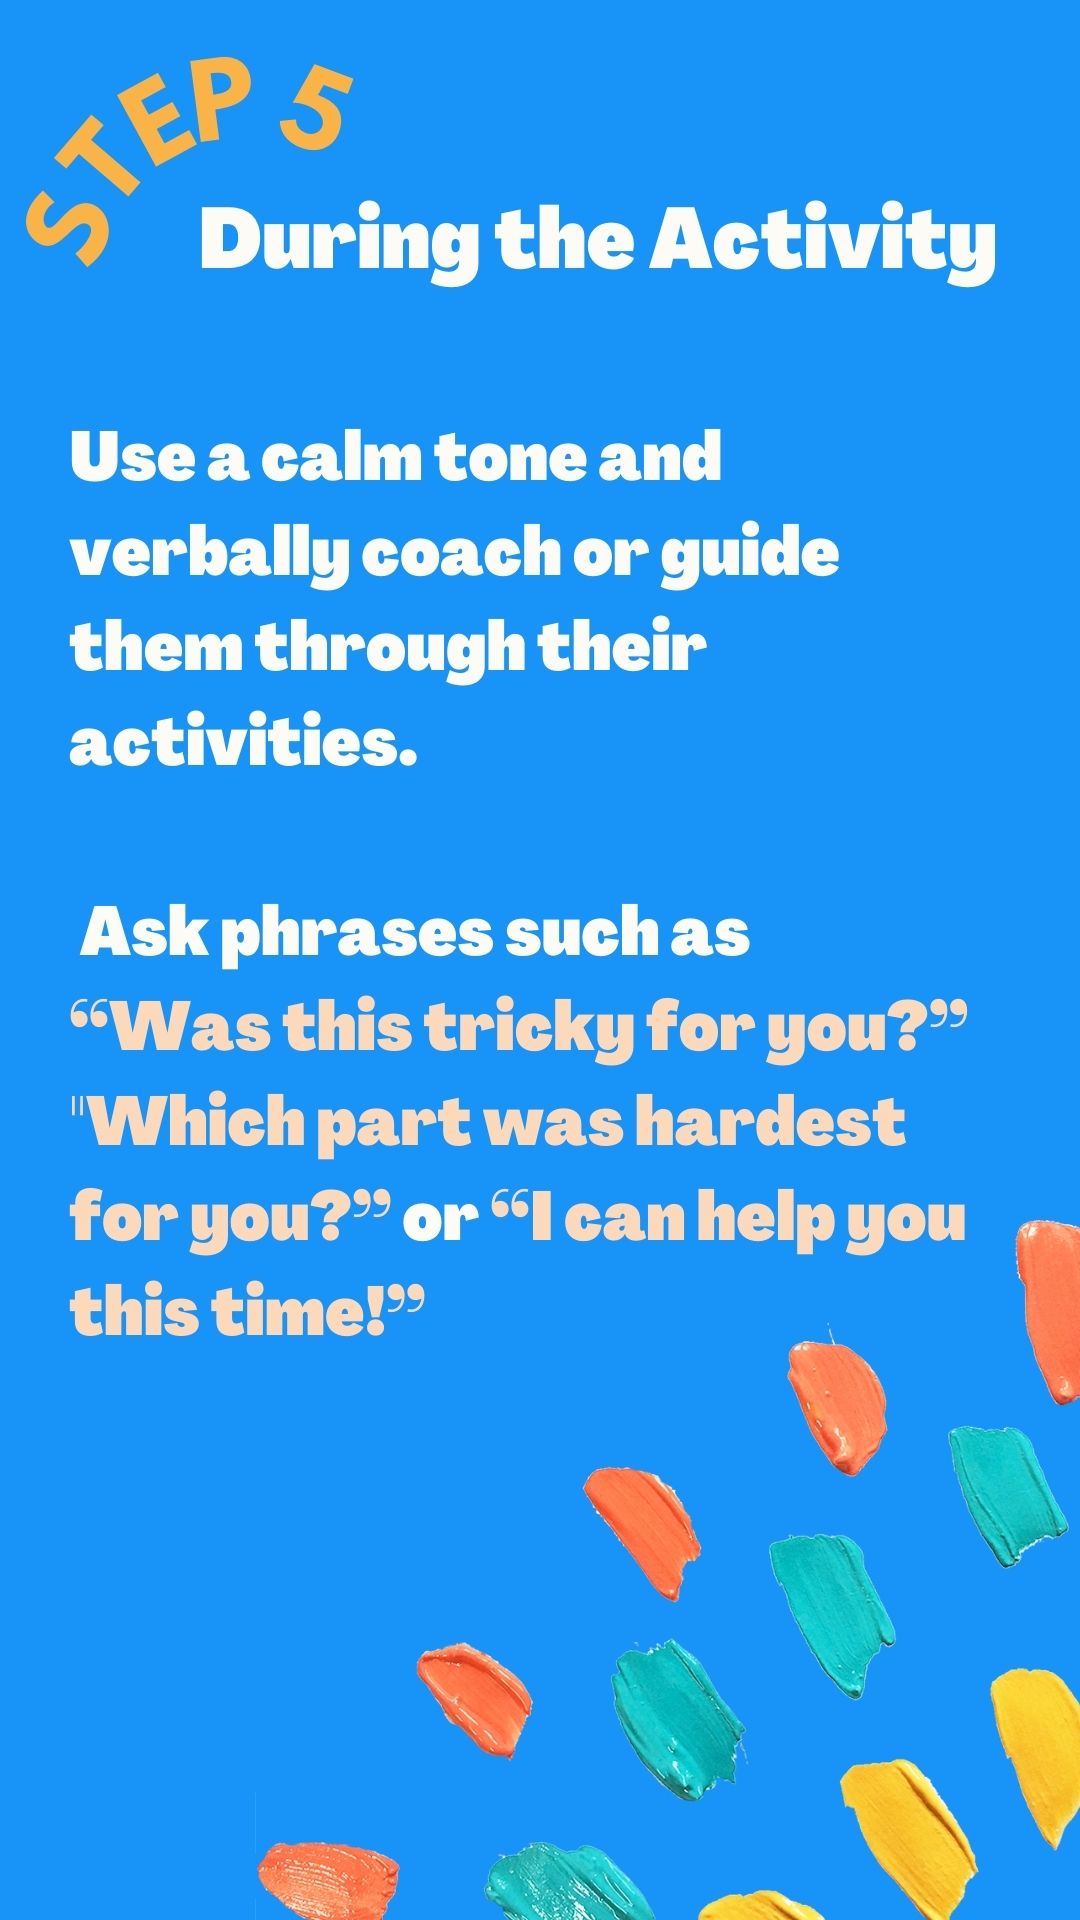 STEP 5
During the Activity
Use a calm tone and
verbally coach or guide
them through their
activities.
Ask phrases such as
“Was this tricky for you?”
"Which part was hardest
for you?” or “I can help you
this time!”